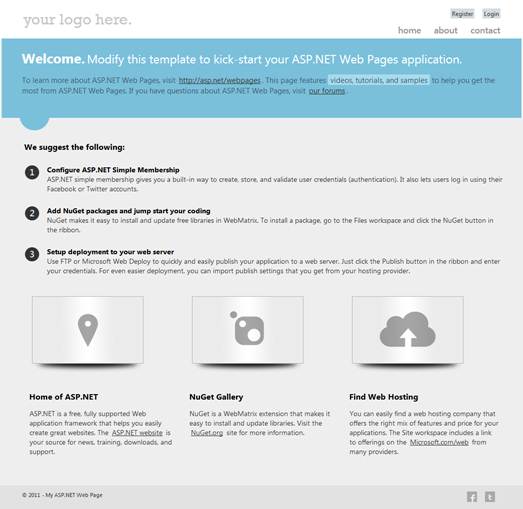 your logo here.
Register Login
home about contact
Welcome. Modify this template to kick-start your ASP.NET Web Pages application.
To learn more about ASP.NET Web Pages, visit http://asp.net/webpages. This page features videos, tutorials, and samples to help you get the
most from ASP.NET Web Pages. If you have questions about ASP.NET Web Pages, visit our forums.
We suggest the following:
1 Configure ASP.NET Simple Membership
ASP.NET simple membership gives you a built-in way to create, store, and validate user credentials (authentication). It also lets users log in using their
Facebook or Twitter accounts.
2 Add NuGet packages and jump start your coding
NuGet makes it easy to install and update free libraries in WebMatrix. To install a package, go to the Files workspace and click the NuGet button in
the ribbon.
3 Setup deployment to your web server
Use FTP or Microsoft Web Deploy to quickly and easily publish your application to a web server. Just click the Publish button in the ribbon and enter
your credentials. For even easier deployment, you can import publish settings that you get from your hosting provider.
Home of ASP.NET
ASP.NET is a free, fully supported Web
application framework that helps you easily
create great websites. The ASP.NET website is
your source for news, training, downloads, and
support.
NuGet Gallery
NuGet is a WebMatrix extension that makes it
easy to install and update libraries. Visit the
NuGet.org site for more information.
Find Web Hosting
You can easily find a web hosting company that
offers the right mix of features and price for your
applications. The Site workspace includes a link
to offerings on the Microsoft.com/web from
many providers.
© 2011 - My ASP.NET Web Page
f t